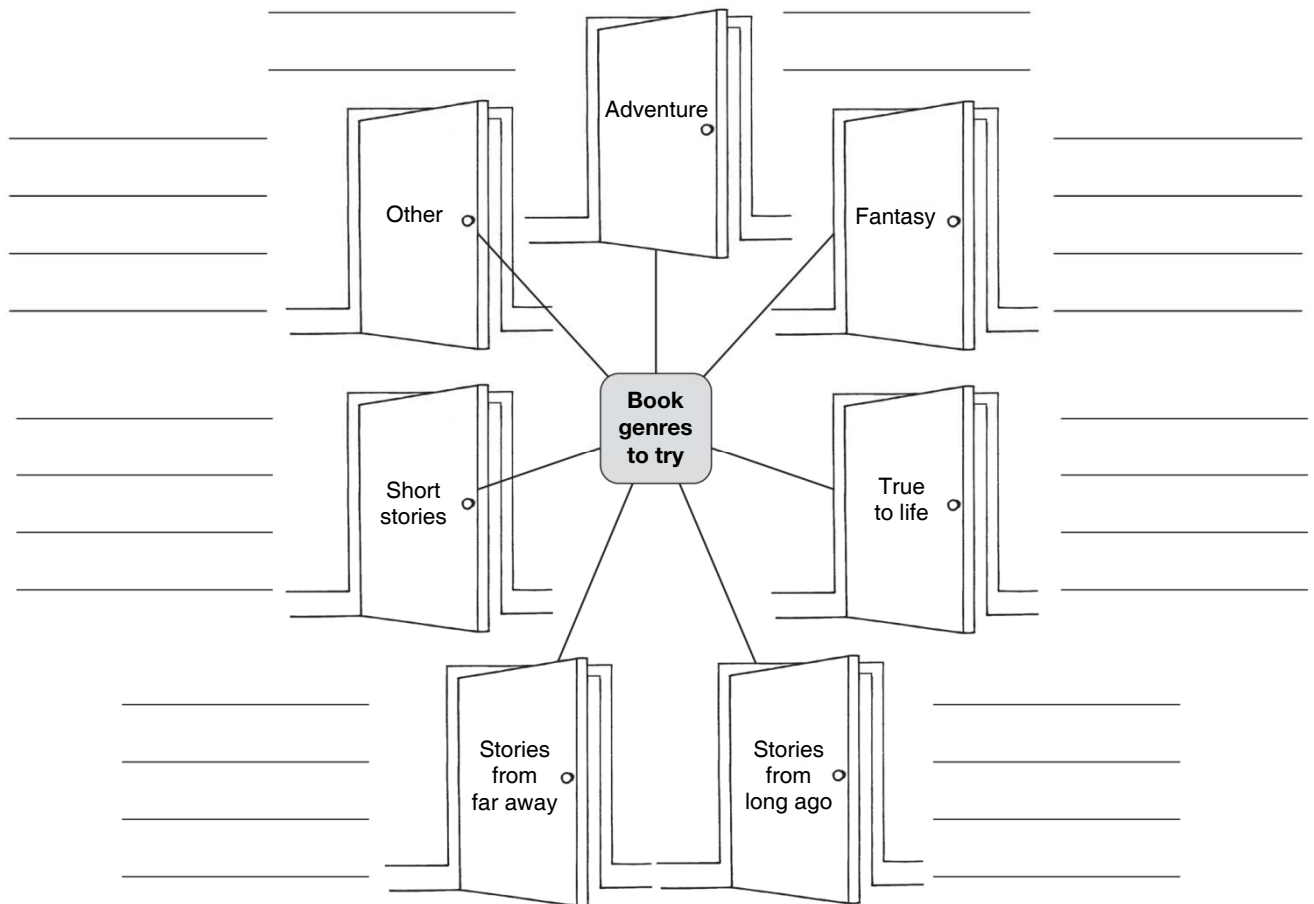 Adventure
Other
Fantasy
Book
genres
to try
Short
stories
True
to life
Stories
from
far away
Stories
from
long ago